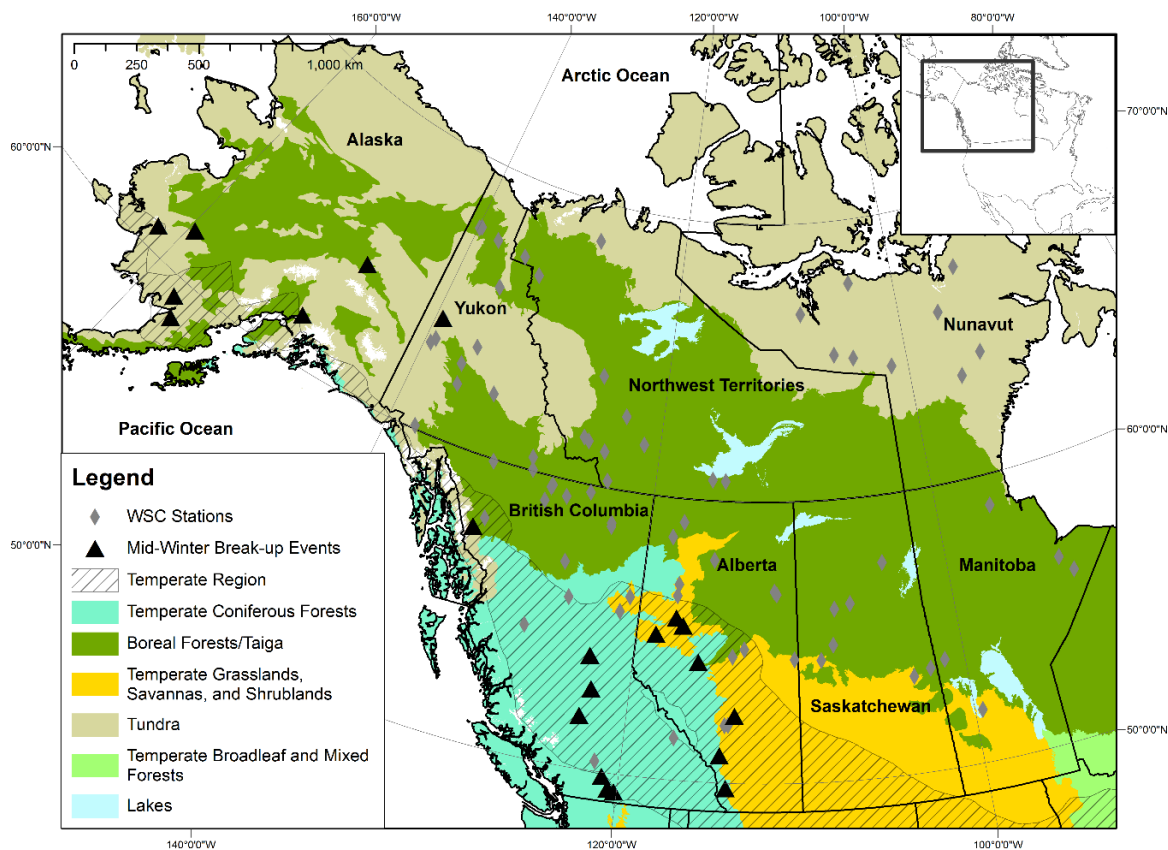 160°0'0"W
140°0'0"W
120°0'0"W
100°0'0"W
80°0'0"W
0
250
500
1,000 km
Arctic Ocean
70°0'0"N
60°0'0"N
Alaska
Yukon
Nunavut
Northwest Territories
Pacific Ocean
60°0'0"N
Legend
WSC Stations
Mid-Winter Break-up Events
Temperate Region
Temperate Coniferous Forests
Boreal Forests/Taiga
Temperate Grasslands,
Savannas, and Shrublands
Tundra
Temperate Broadleaf and Mixed
Forests
Lakes
British Columbia
50°0'0"N
Alberta
Manitoba
Saskatchewan
50°0'0"N
140°0'0"W
120°0'0"W
100°0'0"W